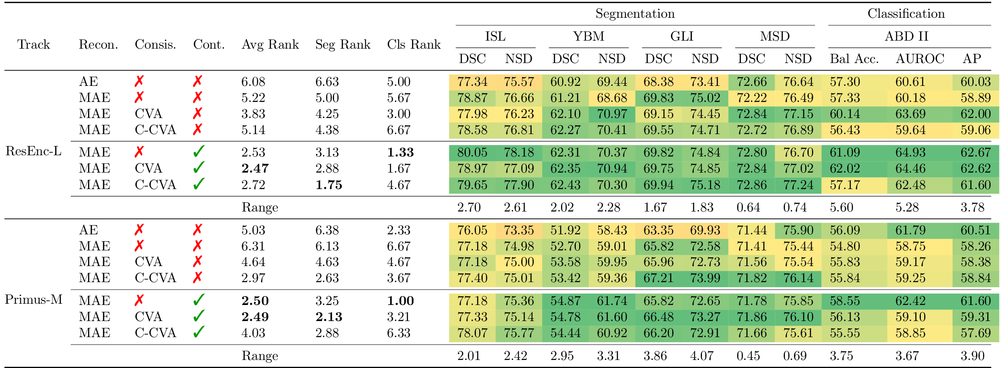 Segmentation Classification
ISL YBM GLI MSD ABD II
Track Recon. Consis. Cont. Avg Rank Seg Rank Cls Rank
DSC NSD DSC NSD DSC NSD DSC NSD Bal Acc. AUROC AP
AE ✗ ✗ 6.08 6.63 5.00 77.34 75.57 60.92 69.44 68.38 73.41 72.66 76.64 57.30 60.61 60.03
MAE ✗ ✗ 5.22 5.00 5.67 78.87 76.66 61.21 68.68 69.83 75.02 72.22 76.49 57.33 60.18 58.89
MAE CVA ✗ 3.83 4.25 3.00 77.98 76.23 62.10 70.97 69.15 74.45 72.84 77.15 60.14 63.69 62.00
MAE C-CVA ✗ 5.14 4.38 6.67 78.58 76.81 62.27 70.41 69.55 74.71 72.72 76.89 56.43 59.64 59.06
ResEnc-L MAE ✗ ✓ 2.53 3.13 1.33 80.05 78.18 62.31 70.37 69.82 74.84 72.80 76.70 61.09 64.93 62.67
MAE CVA ✓ 2.47 2.88 1.67 78.97 77.09 62.35 70.94 69.75 74.85 72.84 77.02 62.02 64.46 62.62
MAE C-CVA ✓ 2.72 1.75 4.67 79.65 77.90 62.43 70.30 69.94 75.18 72.86 77.24 57.17 62.48 61.60
Range 2.70 2.61 2.02 2.28 1.67 1.83 0.64 0.74 5.60 5.28 3.78
AE ✗ ✗ 5.03 6.38 2.33 76.05 73.35 51.92 58.43 63.35 69.93 71.44 75.90 56.09 61.79 60.51
MAE ✗ ✗ 6.31 6.13 6.67 77.18 74.98 52.70 59.01 65.82 72.58 71.41 75.44 54.80 58.75 58.26
MAE CVA ✗ 4.64 4.63 4.67 77.18 75.00 53.58 59.95 65.96 72.73 71.56 75.54 55.83 59.17 58.38
MAE C-CVA ✗ 2.97 2.63 3.67 77.40 75.01 53.42 59.36 67.21 73.99 71.82 76.14 55.84 59.25 58.84
Primus-M MAE ✗ ✓ 2.50 3.25 1.00 77.18 75.36 54.87 61.74 65.82 72.65 71.78 75.85 58.55 62.42 61.60
MAE CVA ✓ 2.49 2.13 3.21 77.33 75.14 54.78 61.60 66.48 73.27 71.86 76.10 56.13 59.10 59.31
MAE C-CVA ✓ 4.03 2.88 6.33 78.07 75.77 54.44 60.92 66.20 72.91 71.66 75.61 55.55 58.85 57.69
Range 2.01 2.42 2.95 3.31 3.86 4.07 0.45 0.69 3.75 3.67 3.90